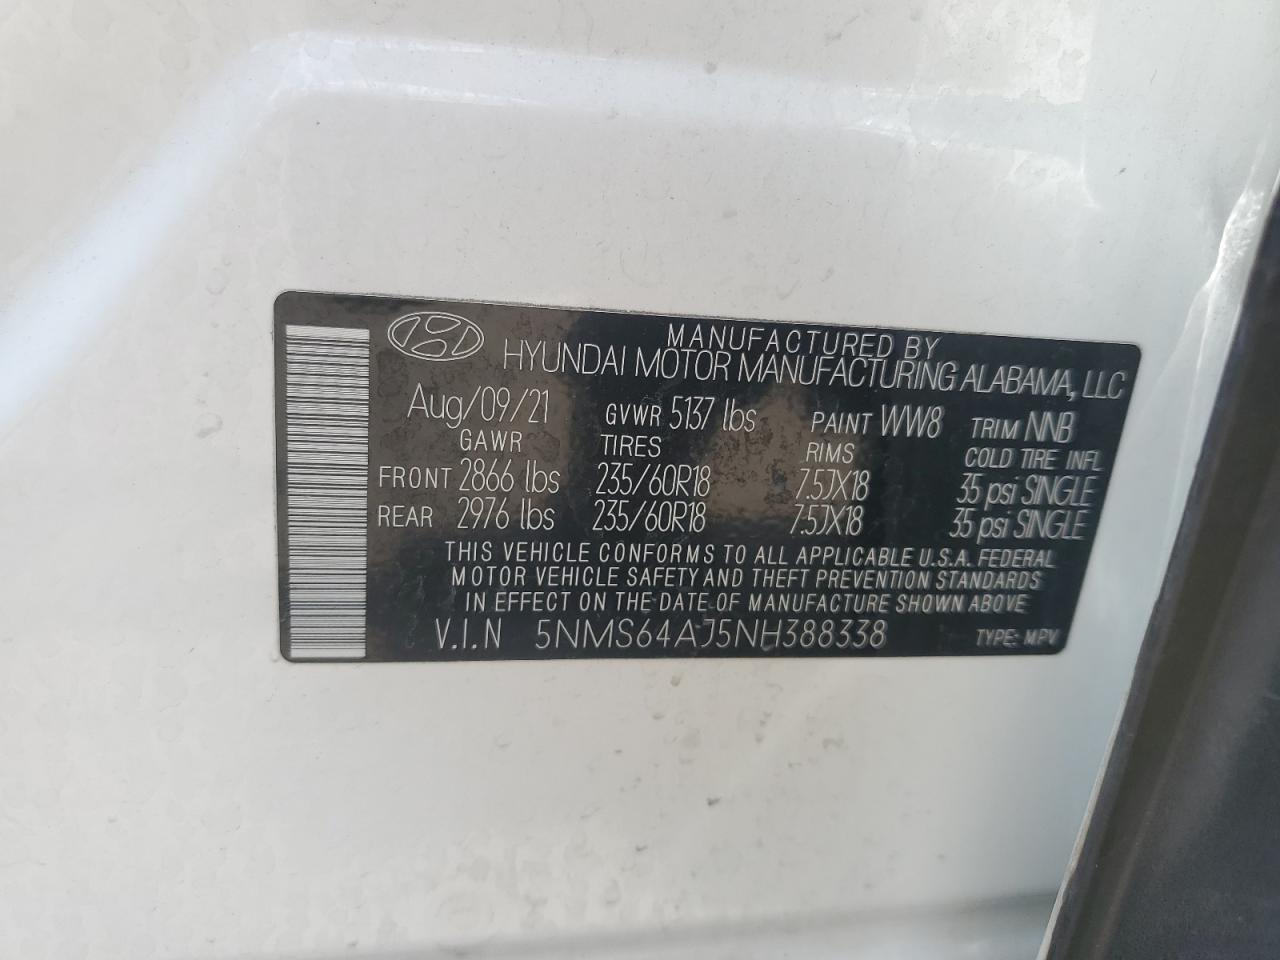 MANUFACTURED BY
HYUNDAI MOTOR MANUFACTURING ALABAMA, LLC
Aug/09/21 GVWR 5137 lbs PAINT WW8 TRIM NNB
GAWR TIRES RIMS COLD TIRE INFL
FRONT 2866 lbs 235/60R18 7.5JX18 35 psi SINGLE
REAR 2976 lbs 235/60R18 7.5JX18 35 psi SINGLE
THIS VEHICLE CONFORMS TO ALL APPLICABLE U.S.A. FEDERAL
MOTOR VEHICLE SAFETY AND THEFT PREVENTION STANDARDS
IN EFFECT ON THE DATE OF MANUFACTURE SHOWN ABOVE
V.I.N 5NMS64AJ5NH388338 TYPE: MPV